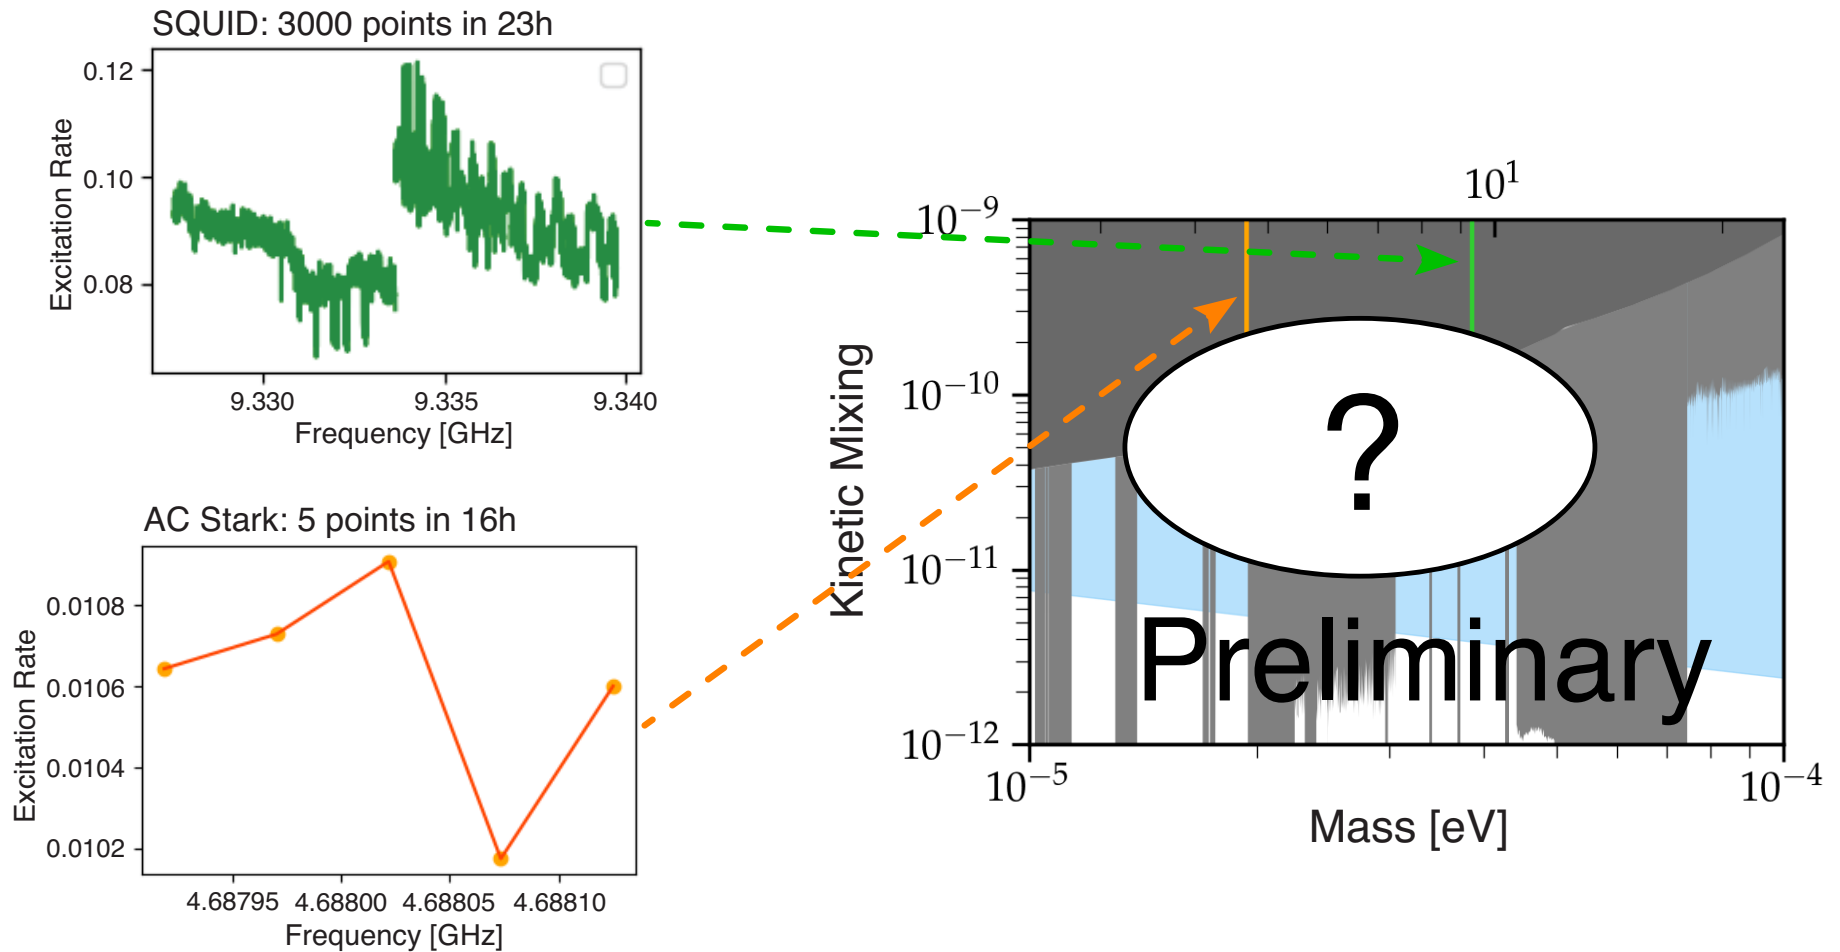 SQUID: 3000 points in 23h
0.12
0.10
0.08
Excitation Rate
9.330 9.335 9.340
Frequency [GHz]
AC Stark: 5 points in 16h
0.0108
0.0106
0.0104
0.0102
Excitation Rate
4.68795 4.68800 4.68805 4.68810
Frequency [GHz]
10¹
10⁻⁹
10⁻¹⁰
10⁻¹¹
10⁻¹²
Kinetic Mixing
?
Preliminary
10⁻⁵ 10⁻⁴
Mass [eV]